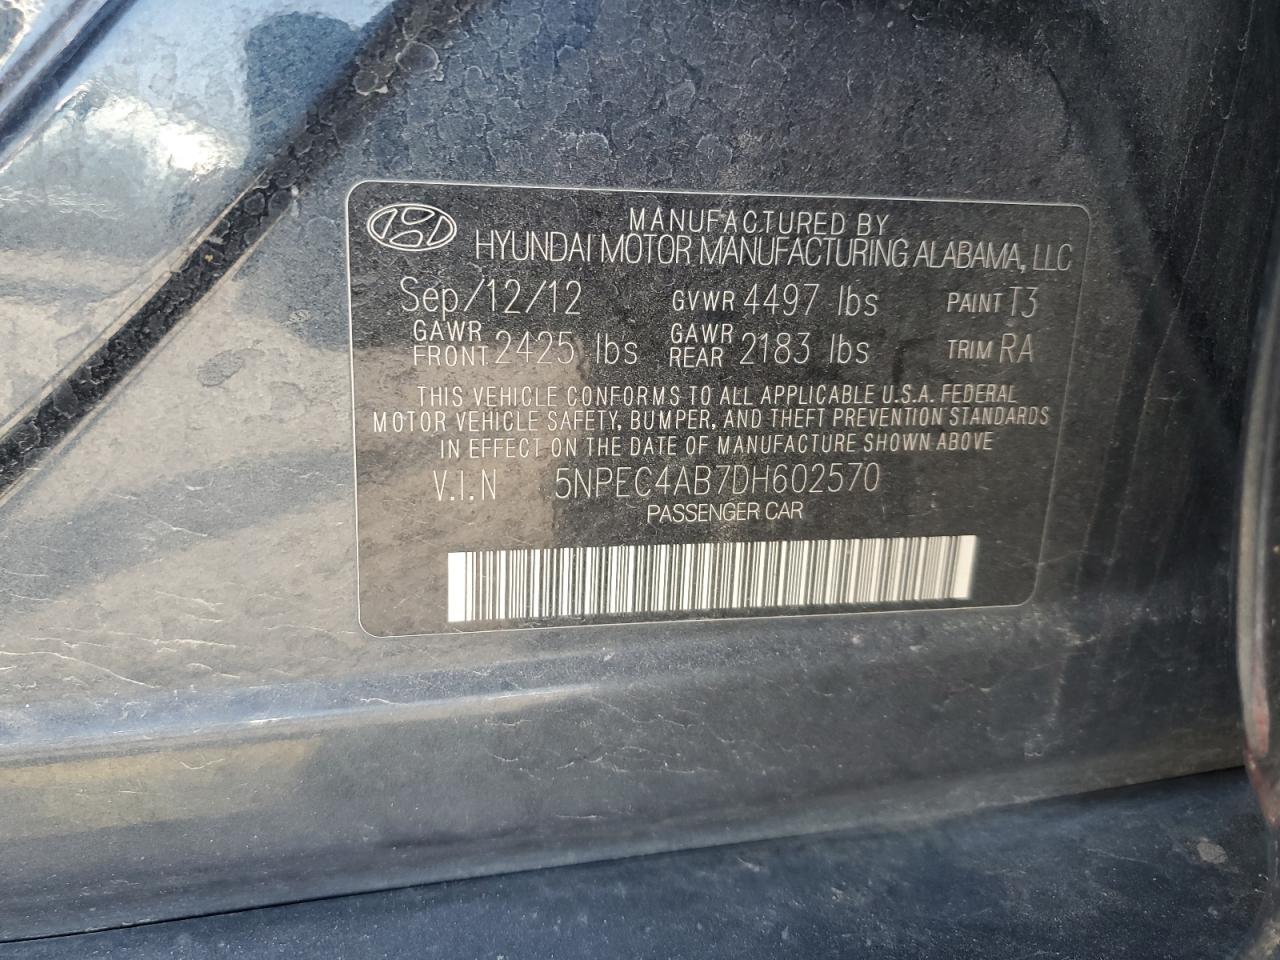 MANUFACTURED BY
HYUNDAI MOTOR MANUFACTURING ALABAMA, LLC
Sep/12/12 GVWR 4497 lbs PAINT T3
GAWR FRONT 2425 lbs GAWR REAR 2183 lbs TRIM RA
THIS VEHICLE CONFORMS TO ALL APPLICABLE U.S.A. FEDERAL
MOTOR VEHICLE SAFETY, BUMPER, AND THEFT PREVENTION STANDARDS
IN EFFECT ON THE DATE OF MANUFACTURE SHOWN ABOVE
V.I.N 5NPEC4AB7DH602570
PASSENGER CAR